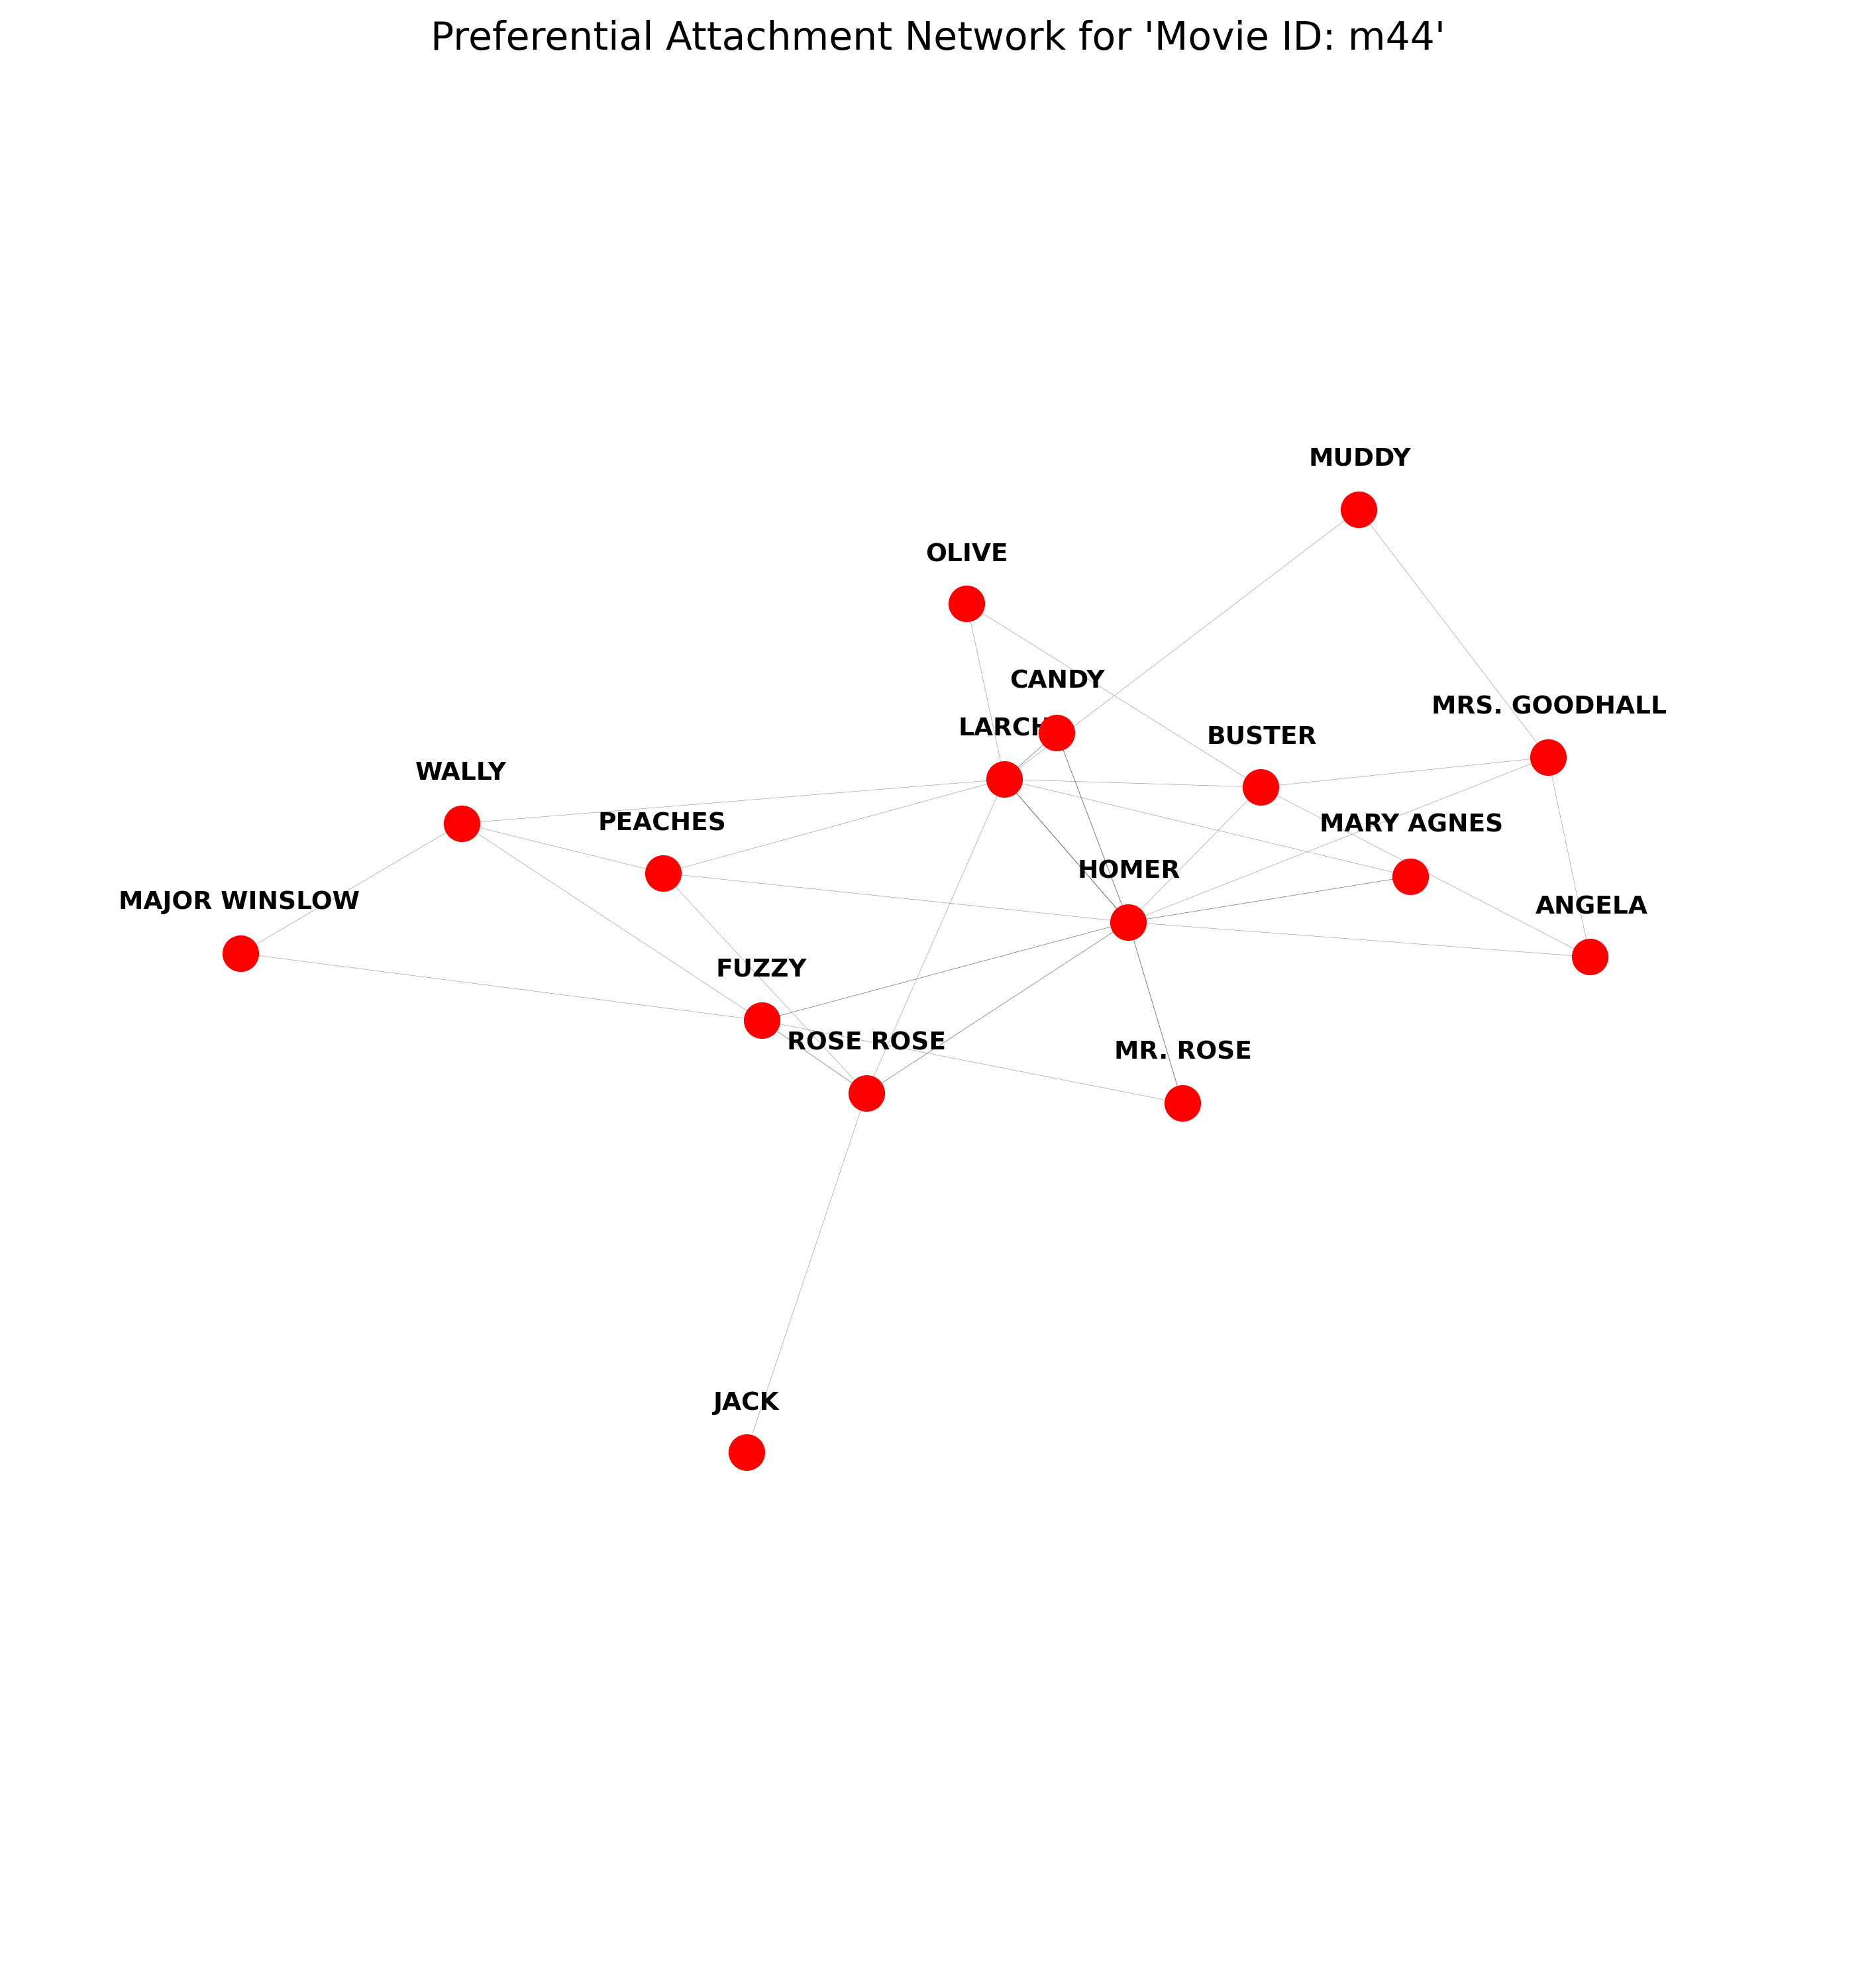 Preferential Attachment Network for 'Movie ID: m44'
MUDDY
OLIVE
CANDY
MRS. GOODHALL
LARCH
BUSTER
WALLY
PEACHES
MARY AGNES
HOMER
MAJOR WINSLOW
ANGELA
FUZZY
ROSE ROSE
MR. ROSE
JACK